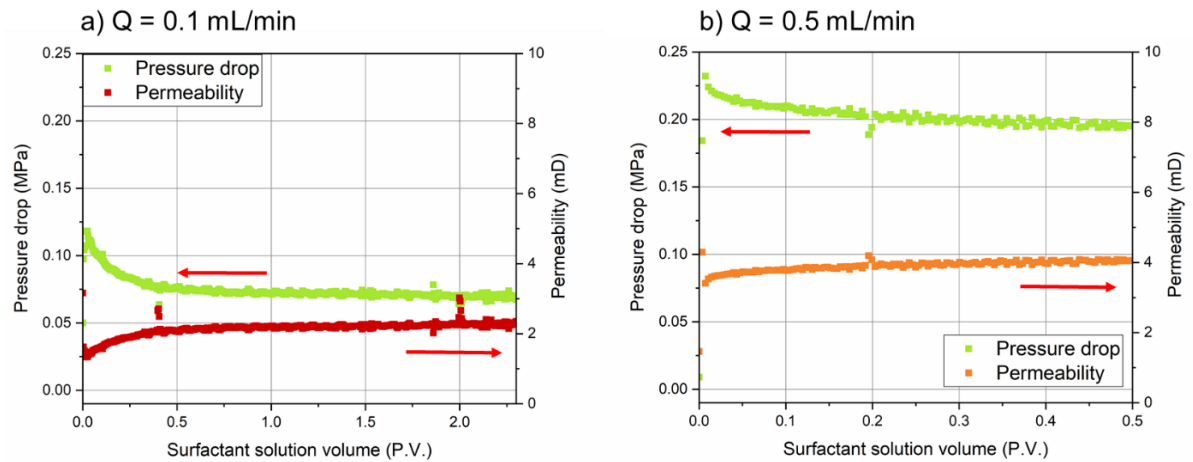 a) Q = 0.1 mL/min
0.25
0.20
0.15
0.10
0.05
0.00
Pressure drop (MPa)
Pressure drop
Permeability
10
8
6
4
2
0
Permeability (mD)
0.0 0.5 1.0 1.5 2.0
Surfactant solution volume (P.V.)
b) Q = 0.5 mL/min
0.25
0.20
0.15
0.10
0.05
0.00
Pressure drop (MPa)
10
8
6
4
2
0
Permeability (mD)
Pressure drop
Permeability
0.0 0.1 0.2 0.3 0.4 0.5
Surfactant solution volume (P.V.)